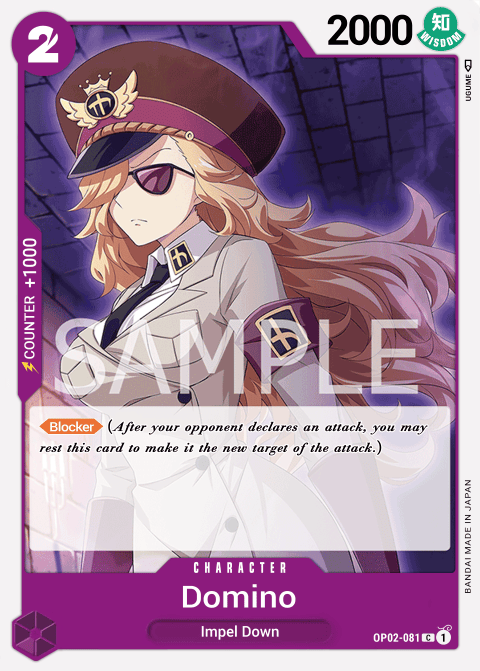 2
2000
知
WISDOM
UGUME
COUNTER +1000
SAMPLE
Blocker (After your opponent declares an attack, you may
rest this card to make it the new target of the attack.)
BANDAI MADE IN JAPAN
CHARACTER
Domino
Impel Down
OP02-081 C 1